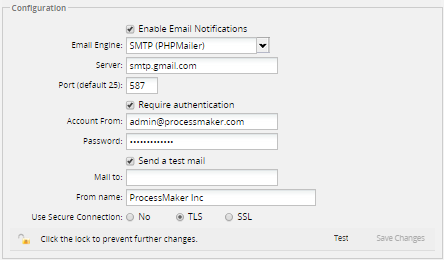 Configuration
Enable Email Notifications
Email Engine: SMTP (PHPMailer)
Server: smtp.gmail.com
Port (default 25): 587
Require authentication
Account From: admin@processmaker.com
Password: •••••••••••••
Send a test mail
Mail to:
From name: ProcessMaker Inc
Use Secure Connection: No TLS SSL
Click the lock to prevent further changes. Test Save Changes